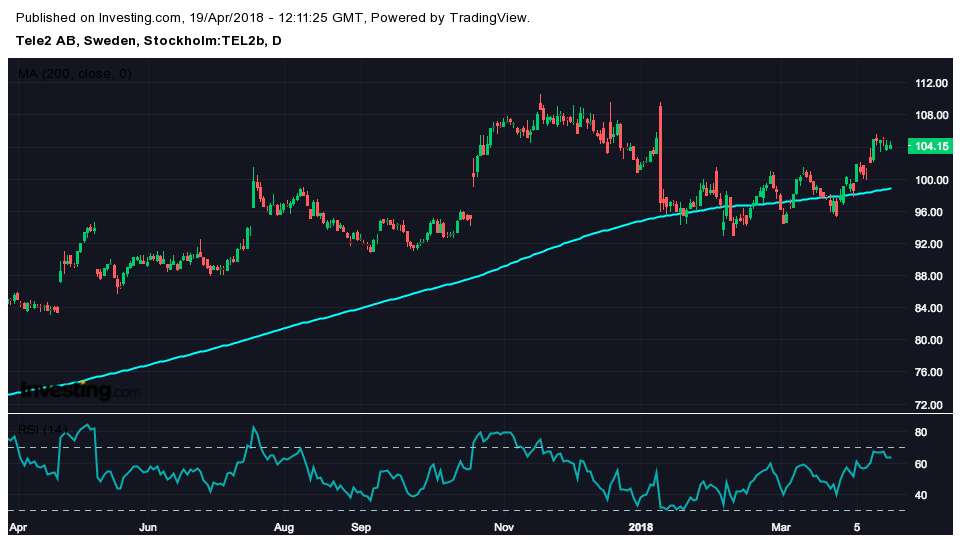 Published on Investing.com, 19/Apr/2018 - 12:11:25 GMT, Powered by TradingView.
Tele2 AB, Sweden, Stockholm:TEL2b, D
MA (200, close, 0)
112.00
108.00
104.15
100.00
96.00
92.00
88.00
84.00
80.00
76.00
72.00
Investing.com
RSI (14)
80
60
40
Apr Jun Aug Sep Nov 2018 Mar 5